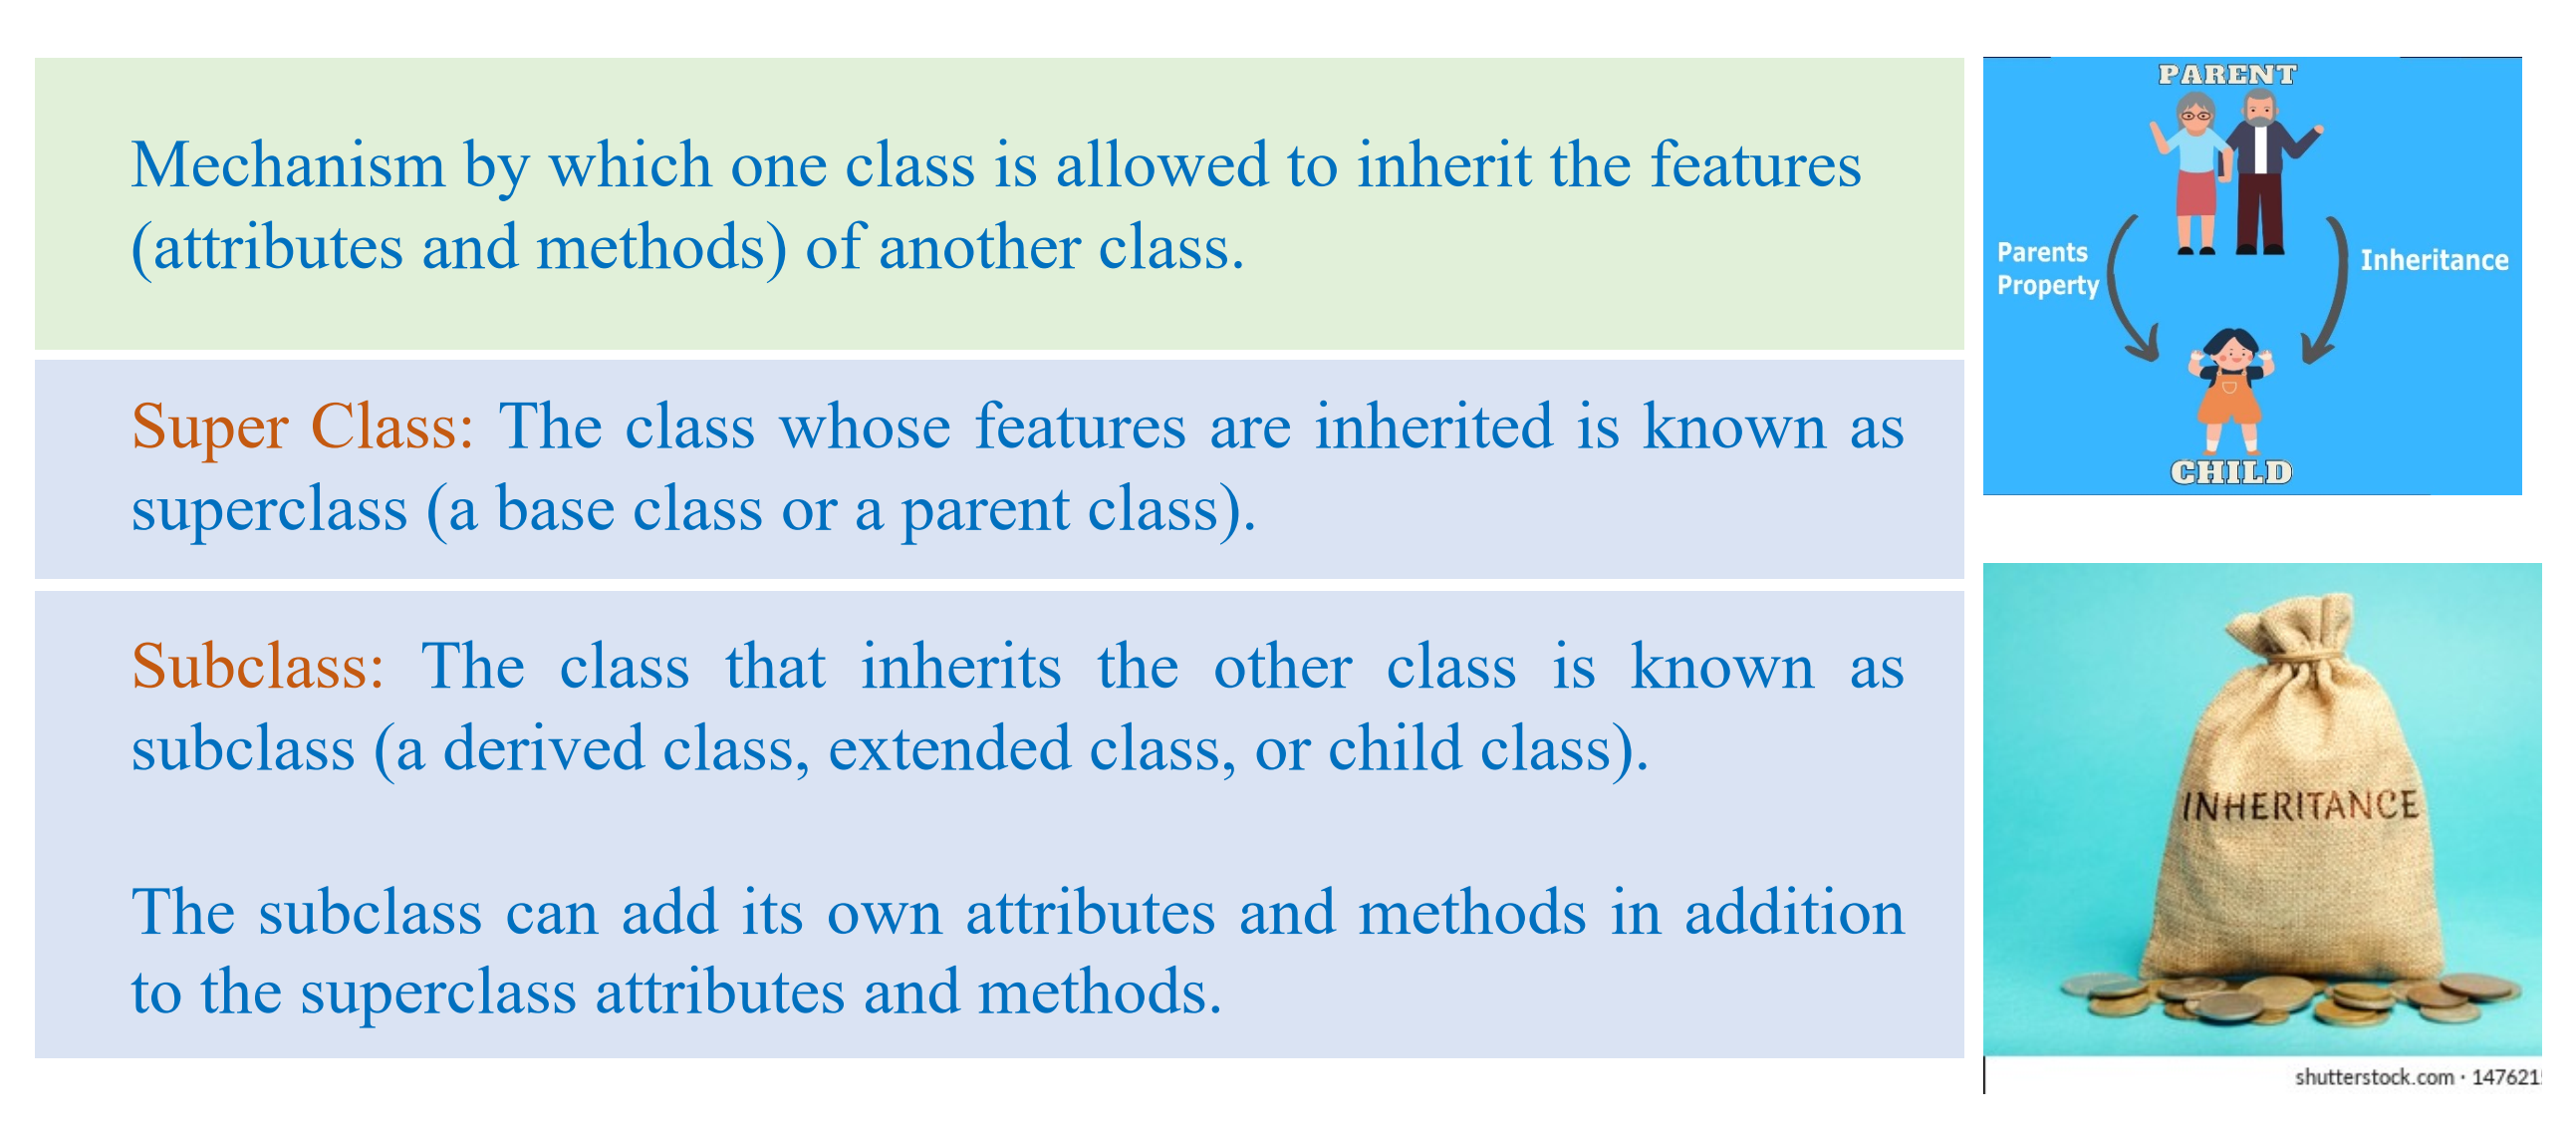 Mechanism by which one class is allowed to inherit the features
(attributes and methods) of another class.
Super Class: The class whose features are inherited is known as
superclass (a base class or a parent class).
Subclass: The class that inherits the other class is known as
subclass (a derived class, extended class, or child class).
The subclass can add its own attributes and methods in addition
to the superclass attributes and methods.
PARENT
Parents
Property
Inheritance
CHILD
INHERITANCE
shutterstock.com · 147621